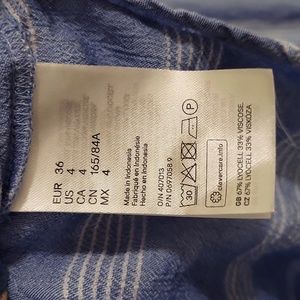 EUR 36
US 4
CA 4
CN 165/84A
MX 4
Made in Indonesia
Fabriqué en Indonésie
Hecho en Indonesia
O/N 407013
P/N 0697058.9
30
P
clevercare.info
GB 67% LYOCELL 33% VISCOSE.
CZ 67% LYOCELL 33% VISKÓZA